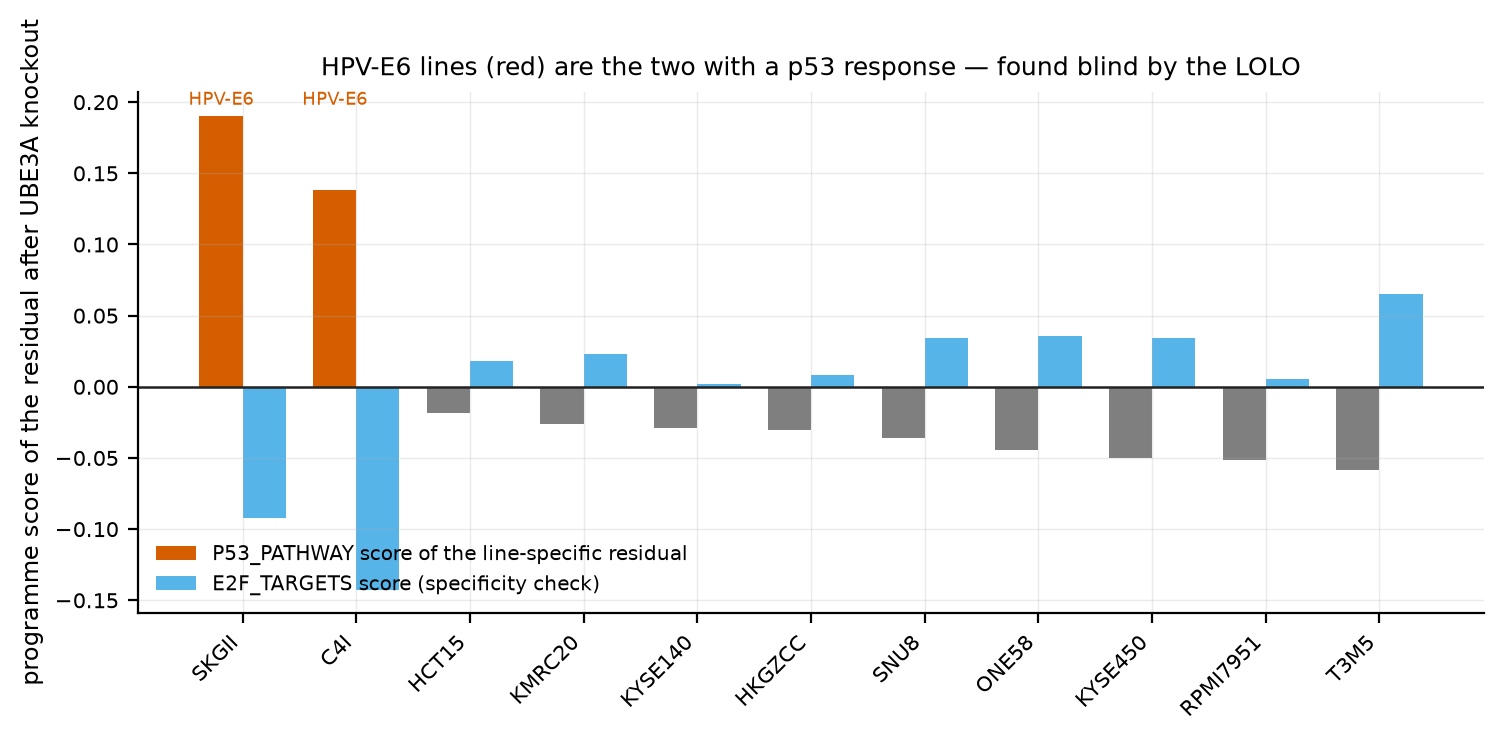 HPV-E6 lines (red) are the two with a p53 response — found blind by the LOLO
programme score of the residual after UBE3A knockout
0.20
0.15
0.10
0.05
0.00
−0.05
−0.10
−0.15
HPV-E6
HPV-E6
P53_PATHWAY score of the line-specific residual
E2F_TARGETS score (specificity check)
SKGII
C4I
HCT15
KMRC20
KYSE140
HKGZCC
SNU8
ONE58
KYSE450
RPMI7951
T3M5